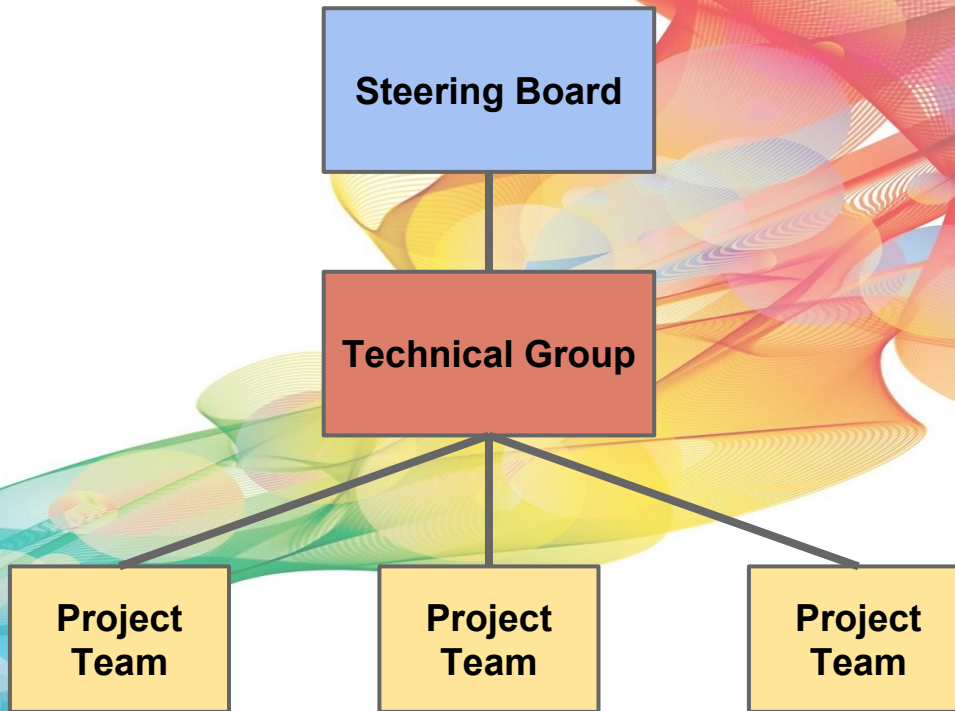 Steering Board
Technical Group
Project
Team
Project
Team
Project
Team